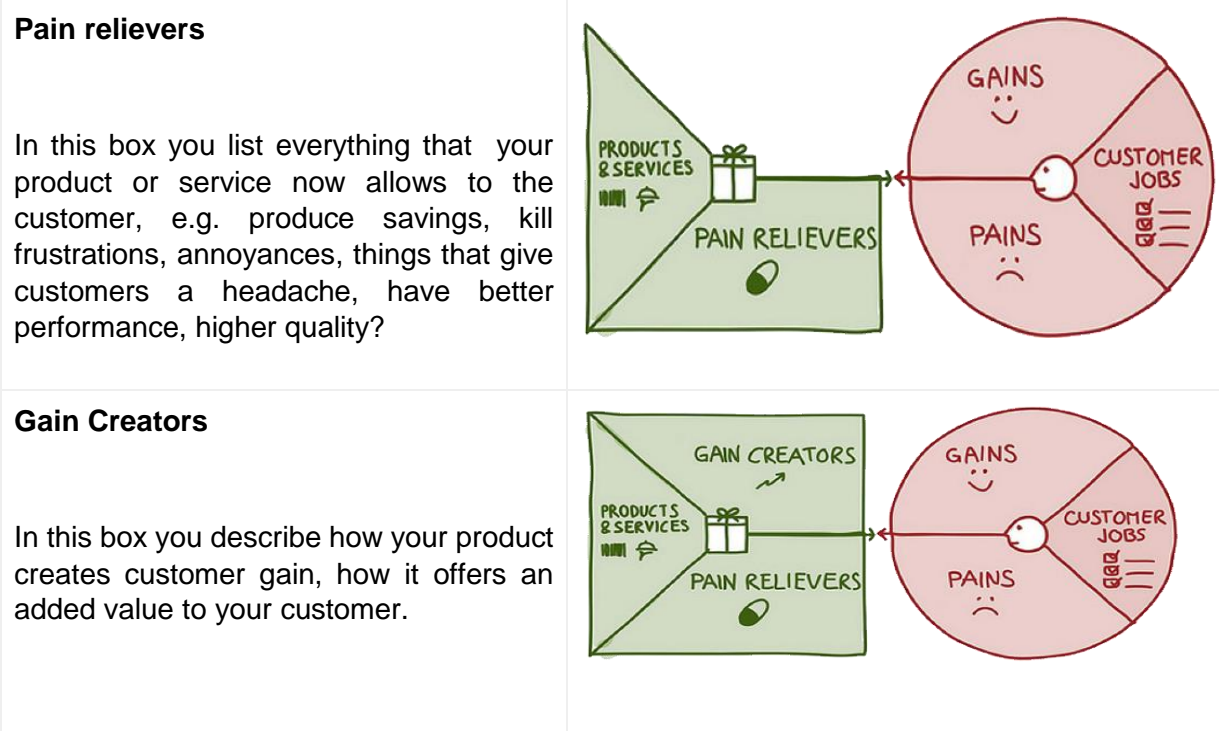 Pain relievers
In this box you list everything that your
product or service now allows to the
customer, e.g. produce savings, kill
frustrations, annoyances, things that give
customers a headache, have better
performance, higher quality?
PRODUCTS
& SERVICES
PAIN RELIEVERS
GAINS
CUSTOMER
JOBS
PAINS
Gain Creators
In this box you describe how your product
creates customer gain, how it offers an
added value to your customer.
GAIN CREATORS
PRODUCTS
& SERVICES
PAIN RELIEVERS
GAINS
CUSTOMER
JOBS
PAINS